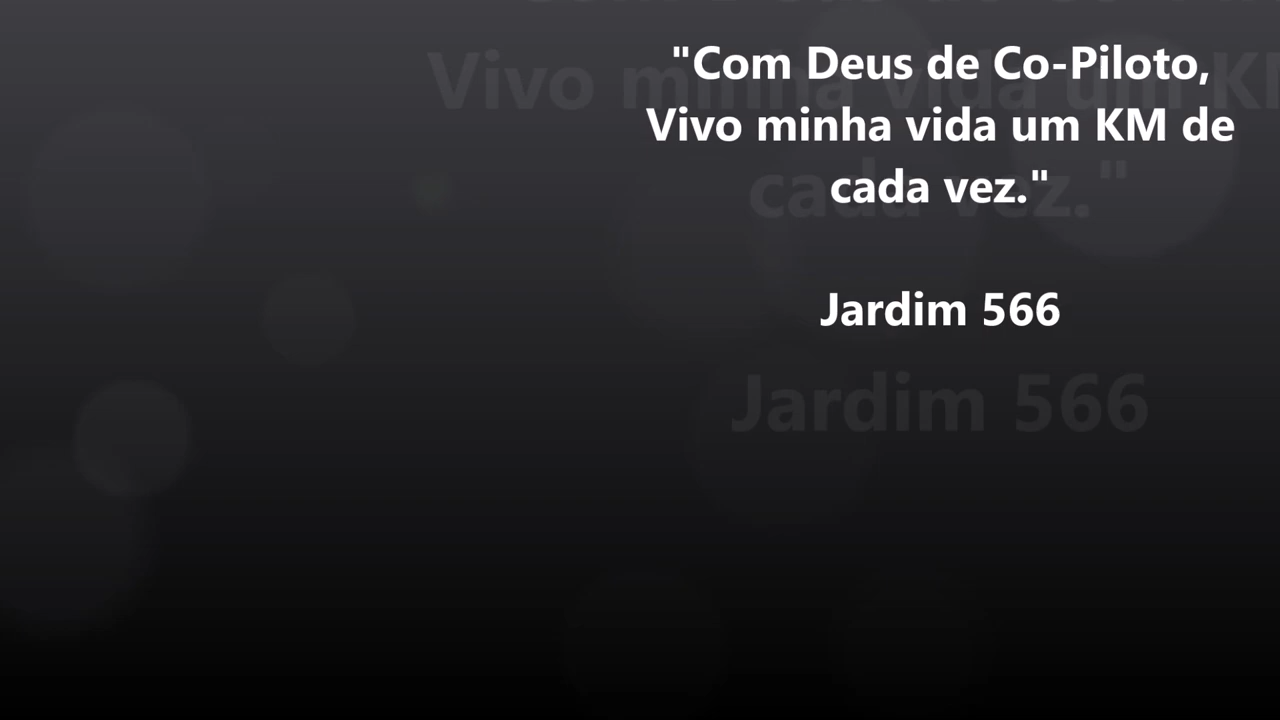 "Com Deus de Co-Piloto,
Vivo minha vida um KM de
cada vez."
Jardim 566